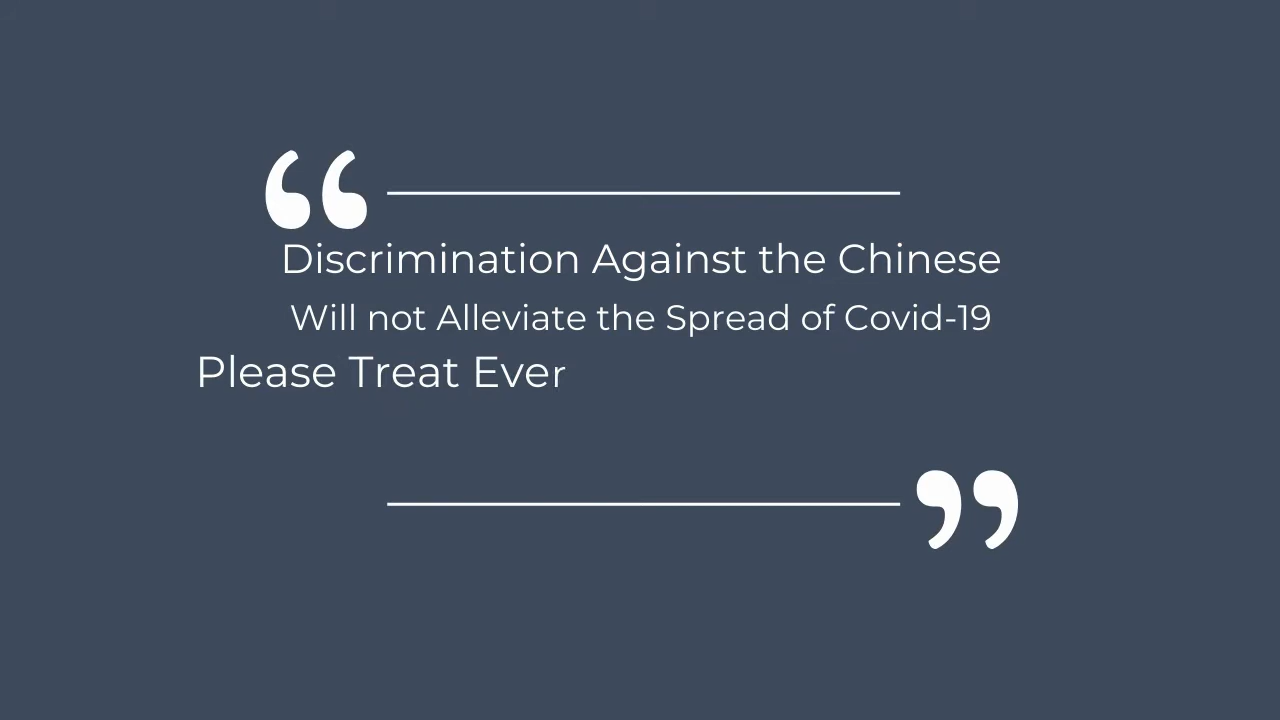 Discrimination Against the Chinese
Will not Alleviate the Spread of Covid-19
Please Treat Ever